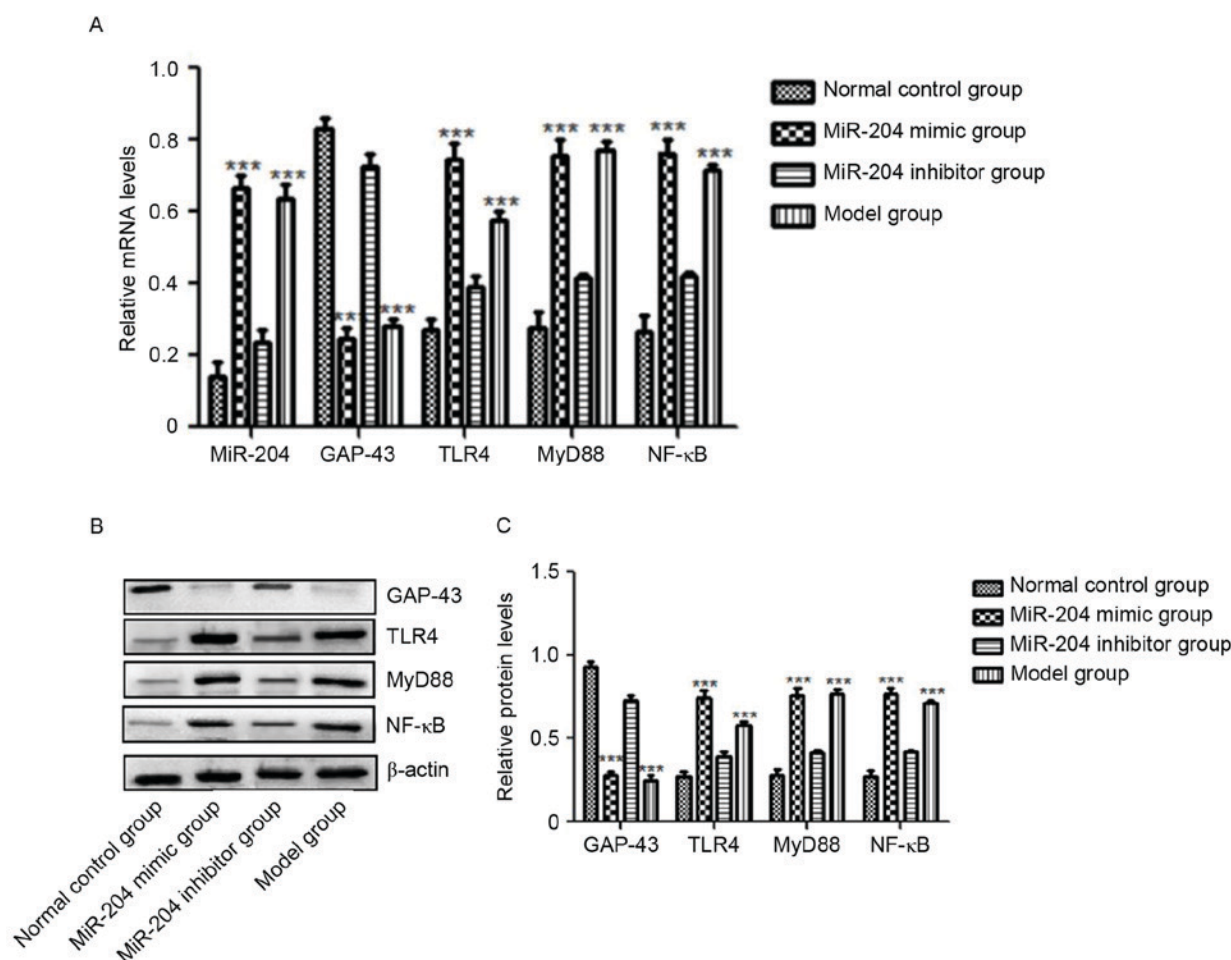 A
Relative mRNA levels
1.0
0.8
0.6
0.4
0.2
0
***
***
***
***
***
***
***
***
***
***
MiR-204
GAP-43
TLR4
MyD88
NF-κB
Normal control group
MiR-204 mimic group
MiR-204 inhibitor group
Model group
B
GAP-43
TLR4
MyD88
NF-κB
β-actin
Normal control group
MiR-204 mimic group
MiR-204 inhibitor group
Model group
C
Relative protein levels
1.5
1.0
0.5
0
***
***
***
***
***
***
***
***
GAP-43
TLR4
MyD88
NF-κB
Normal control group
MiR-204 mimic group
MiR-204 inhibitor group
Model group